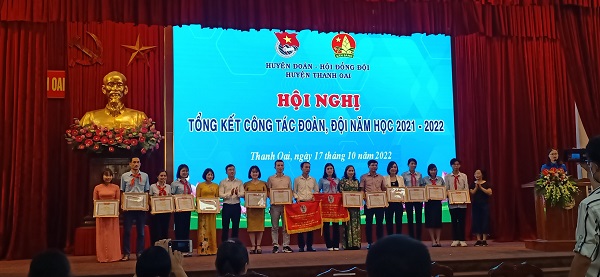 OAI
HUYỆN ĐOÀN - HỘI ĐỒNG ĐỘI
HUYỆN THANH OAI
HỘI NGHỊ
TỔNG KẾT CÔNG TÁC ĐOÀN, ĐỘI NĂM HỌC 2021 - 2022
Thanh Oai, ngày 17 tháng 10 năm 2022